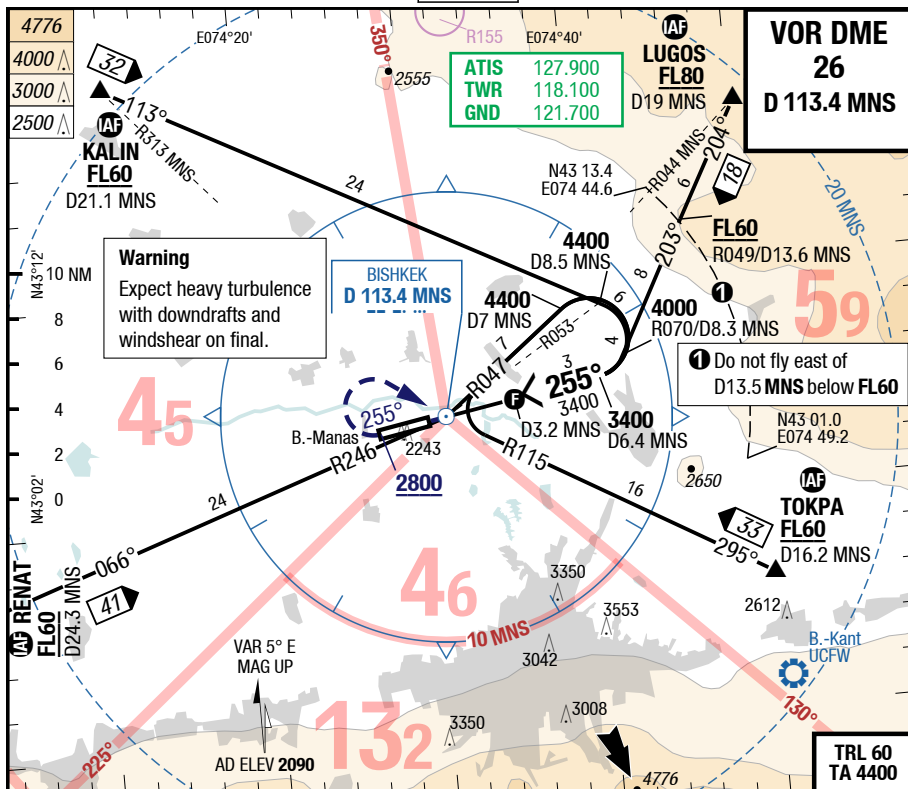 4776
4000
3000
2500
E074°20'
350°
R155
E074°40'
2555
ATIS 127.900
TWR 118.100
GND 121.700
IAF
LUGOS
FL80
D19 MNS
VOR DME
26
D 113.4 MNS
32
113°
R313 MNS
IAF
KALIN
FL60
D21.1 MNS
24
N43 13.4
E074 44.6
R044 MNS
204°
6
18
20 MNS
FL60
R049/D13.6 MNS
203°
8
N43°12'
10 NM
8
6
4
2
0
N43°02'
Warning
Expect heavy turbulence
with downdrafts and
windshear on final.
BISHKEK
D 113.4 MNS
4400
D8.5 MNS
4400
D7 MNS
6
4
7
R053
R047
4000
R070/D8.3 MNS
1
59
1 Do not fly east of
D13.5 MNS below FL60
3
255°
3400
F
D3.2 MNS
3400
D6.4 MNS
N43 01.0
E074 49.2
45
255°
B.-Manas
2243
R246
2800
R115
16
2650
IAF
TOKPA
FL60
D16.2 MNS
33
295°
24
066°
41
IAF RENAT
FL60
D24.3 MNS
46
10 MNS
3350
3553
3042
2612
B.-Kant
UCFW
VAR 5° E
MAG UP
AD ELEV 2090
225°
132
3350
3008
130°
4776
TRL 60
TA 4400